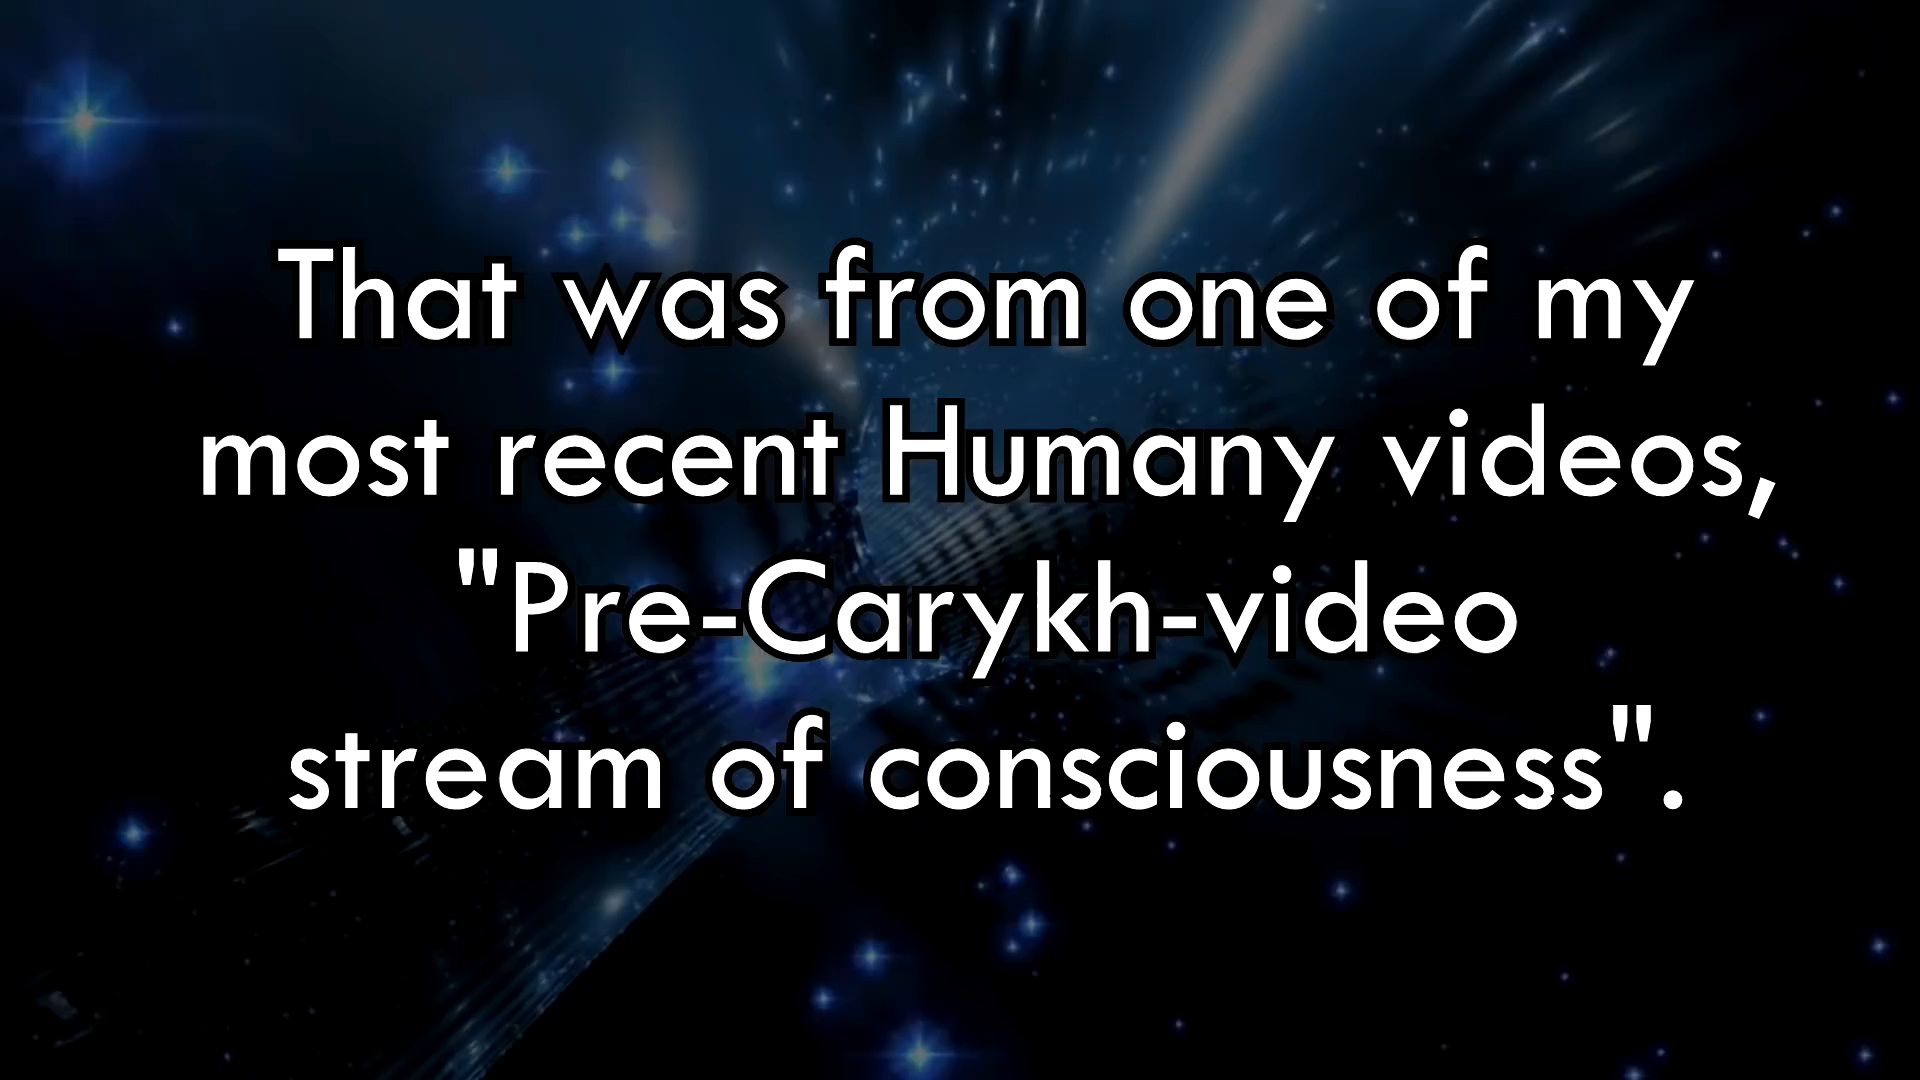 That was from one of my
most recent Humany videos,
"Pre-Carykh-video
stream of consciousness".